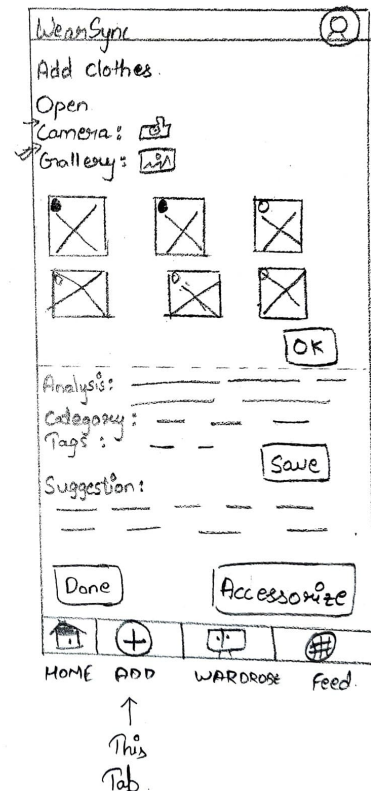 WearSync
Add clothes.
Open
Camera:
Gallery:
OK
Analysis:
Category:
Tags :
Save
Suggestion:
Done
Accessorize
HOME ADD WARDROBE Feed.
This
Tab.